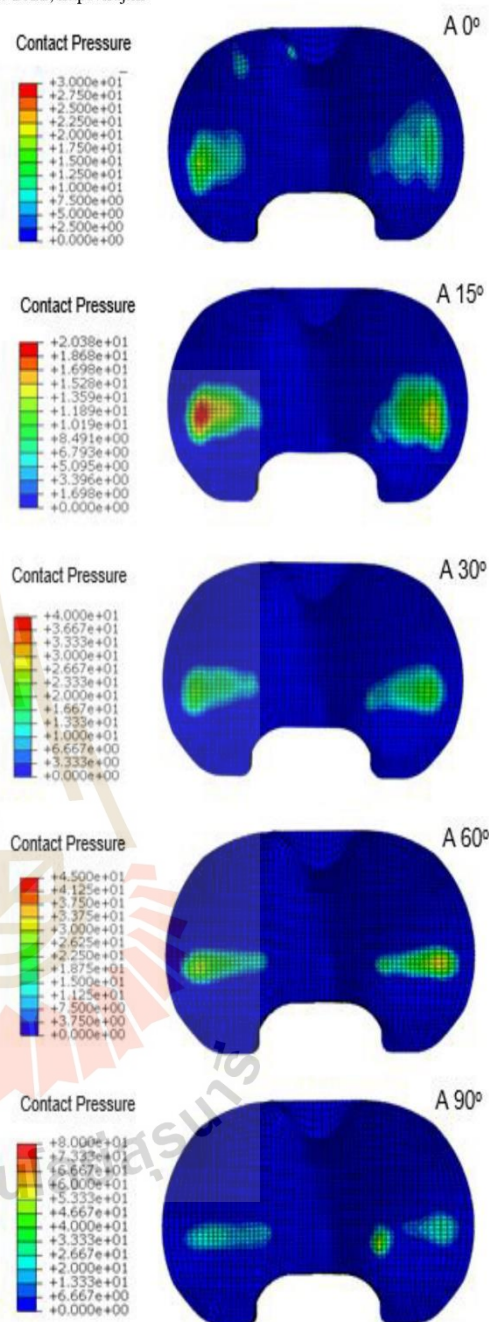 A 0º
Contact Pressure
+3.000e+01
+2.750e+01
+2.500e+01
+2.250e+01
+2.000e+01
+1.750e+01
+1.500e+01
+1.250e+01
+1.000e+01
+7.500e+00
+5.000e+00
+2.500e+00
+0.000e+00
A 15º
Contact Pressure
+2.038e+01
+1.868e+01
+1.698e+01
+1.528e+01
+1.359e+01
+1.189e+01
+1.019e+01
+8.491e+00
+6.793e+00
+5.095e+00
+3.396e+00
+1.698e+00
+0.000e+00
A 30º
Contact Pressure
+4.000e+01
+3.667e+01
+3.333e+01
+3.000e+01
+2.667e+01
+2.333e+01
+2.000e+01
+1.667e+01
+1.333e+01
+1.000e+01
+6.667e+00
+3.333e+00
+0.000e+00
A 60º
Contact Pressure
+4.500e+01
+4.125e+01
+3.750e+01
+3.375e+01
+3.000e+01
+2.625e+01
+2.250e+01
+1.875e+01
+1.500e+01
+1.125e+01
+7.500e+00
+3.750e+00
+0.000e+00
A 90º
Contact Pressure
+8.000e+01
+7.333e+01
+6.667e+01
+6.000e+01
+5.333e+01
+4.667e+01
+4.000e+01
+3.333e+01
+2.667e+01
+2.000e+01
+1.333e+01
+6.667e+00
+0.000e+00